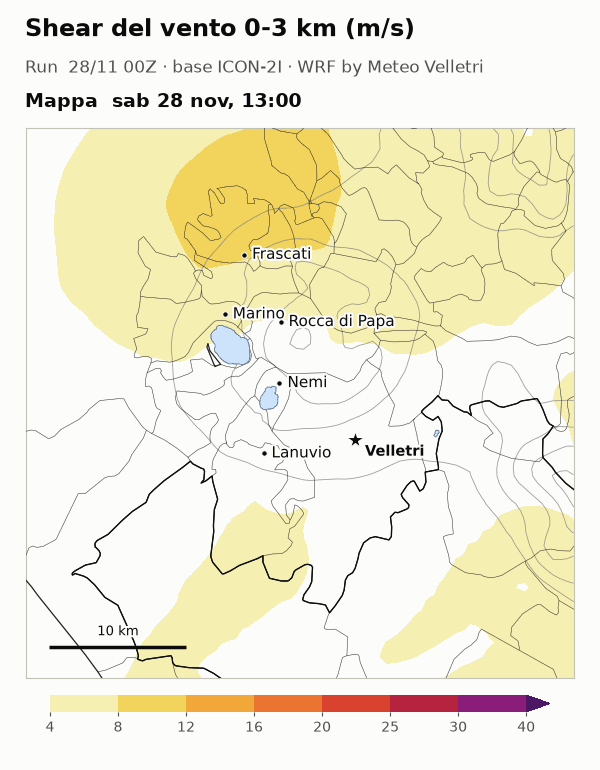 Shear del vento 0-3 km (m/s)
Run  28/11 00Z · base ICON-2I · WRF by Meteo Velletri
Mappa  sab 28 nov, 13:00
Frascati
Marino
Rocca di Papa
Nemi
Velletri
Lanuvio
10 km
4 8 12 16 20 25 30 40